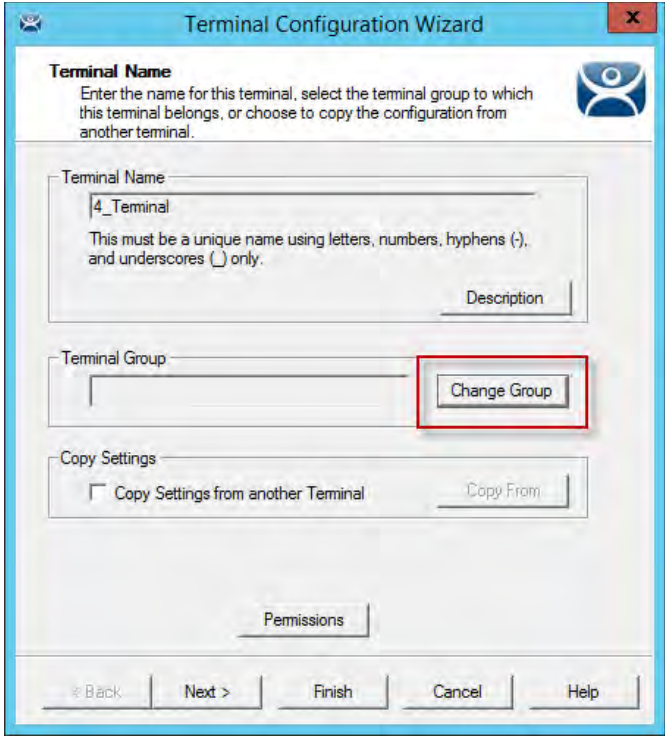 Terminal Configuration Wizard
x
Terminal Name
Enter the name for this terminal, select the terminal group to which
this terminal belongs, or choose to copy the configuration from
another terminal.
Terminal Name
4_Terminal
This must be a unique name using letters, numbers, hyphens (-),
and underscores (_) only.
Description
Terminal Group
Change Group
Copy Settings
Copy Settings from another Terminal
Copy From
Permissions
< Back
Next >
Finish
Cancel
Help